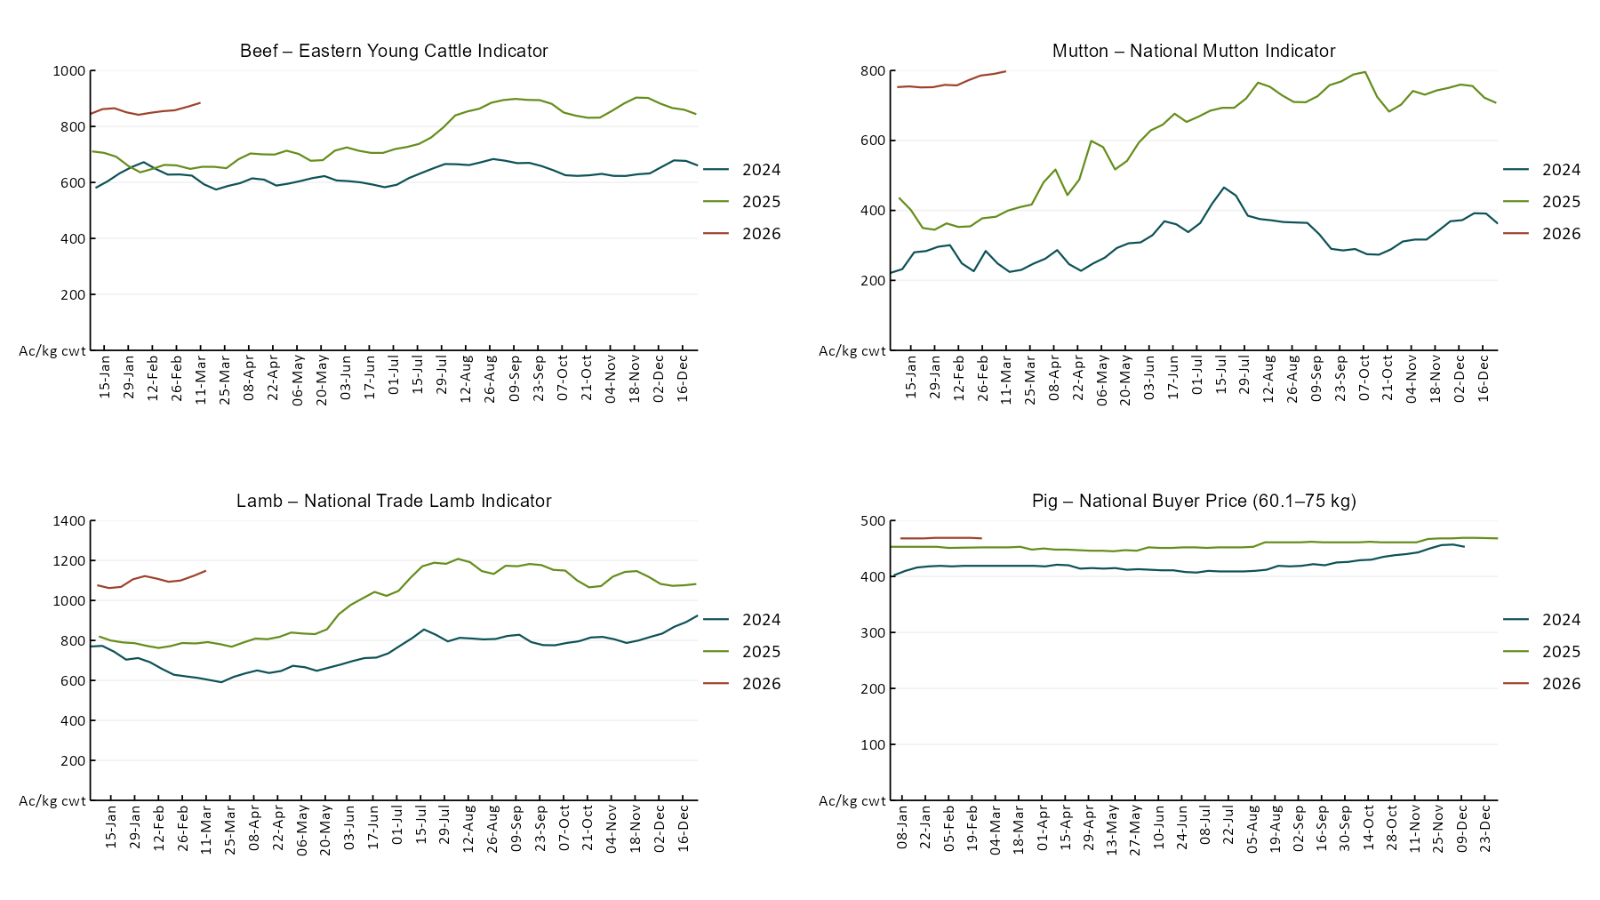 Beef – Eastern Young Cattle Indicator
1000
800
600
400
200
Ac/kg cwt
15-Jan
29-Jan
12-Feb
26-Feb
11-Mar
25-Mar
08-Apr
22-Apr
06-May
20-May
03-Jun
17-Jun
01-Jul
15-Jul
29-Jul
12-Aug
26-Aug
09-Sep
23-Sep
07-Oct
21-Oct
04-Nov
18-Nov
02-Dec
16-Dec
2024
2025
2026
Mutton – National Mutton Indicator
800
600
400
200
Ac/kg cwt
15-Jan
29-Jan
12-Feb
26-Feb
11-Mar
25-Mar
08-Apr
22-Apr
06-May
20-May
03-Jun
17-Jun
01-Jul
15-Jul
29-Jul
12-Aug
26-Aug
09-Sep
23-Sep
07-Oct
21-Oct
04-Nov
18-Nov
02-Dec
16-Dec
2024
2025
2026
Lamb – National Trade Lamb Indicator
1400
1200
1000
800
600
400
200
Ac/kg cwt
15-Jan
29-Jan
12-Feb
26-Feb
11-Mar
25-Mar
08-Apr
22-Apr
06-May
20-May
03-Jun
17-Jun
01-Jul
15-Jul
29-Jul
12-Aug
26-Aug
09-Sep
23-Sep
07-Oct
21-Oct
04-Nov
18-Nov
02-Dec
16-Dec
2024
2025
2026
Pig – National Buyer Price (60.1–75 kg)
500
400
300
200
100
Ac/kg cwt
08-Jan
22-Jan
05-Feb
19-Feb
04-Mar
18-Mar
01-Apr
15-Apr
29-Apr
13-May
27-May
10-Jun
24-Jun
08-Jul
22-Jul
05-Aug
19-Aug
02-Sep
16-Sep
30-Sep
14-Oct
28-Oct
11-Nov
25-Nov
09-Dec
23-Dec
2024
2025
2026